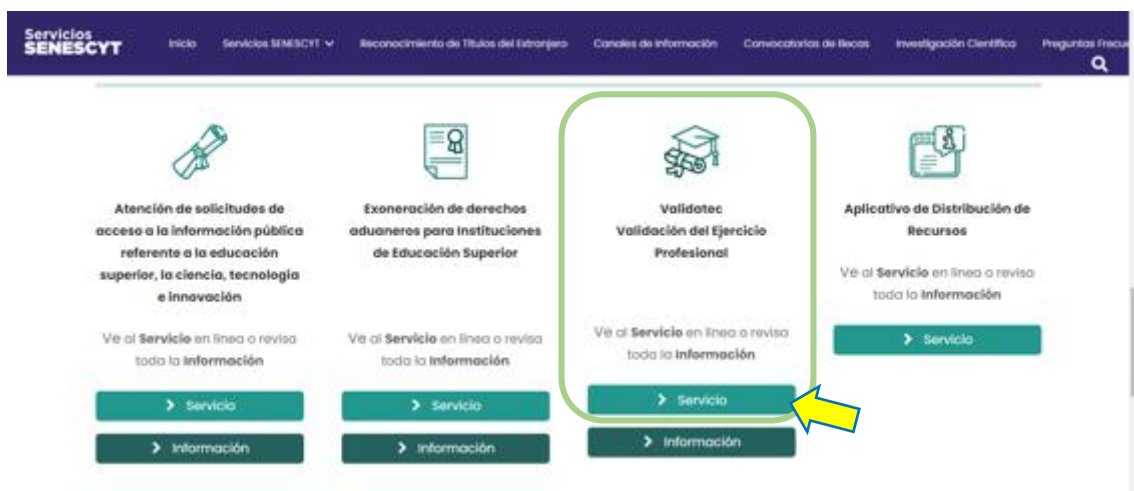 Servicios
SENESCYT
Inicio
Servicios SENESCYT
Reconocimiento de Títulos del Extranjero
Canales de Información
Convocatorias de Becas
Investigación Científica
Preguntas Frecue
Atención de solicitudes de
acceso a la información pública
referente a la educación
superior, la ciencia, tecnología
e innovación
Ve al Servicio en línea o revisa
toda la Información
Servicio
Información
Exoneración de derechos
aduaneros para Instituciones
de Educación Superior
Ve al Servicio en línea o revisa
toda la Información
Servicio
Información
Validatec
Validación del Ejercicio
Profesional
Ve al Servicio en línea o revisa
toda la Información
Servicio
Información
Aplicativo de Distribución de
Recursos
Ve al Servicio en línea o revisa
toda la Información
Servicio